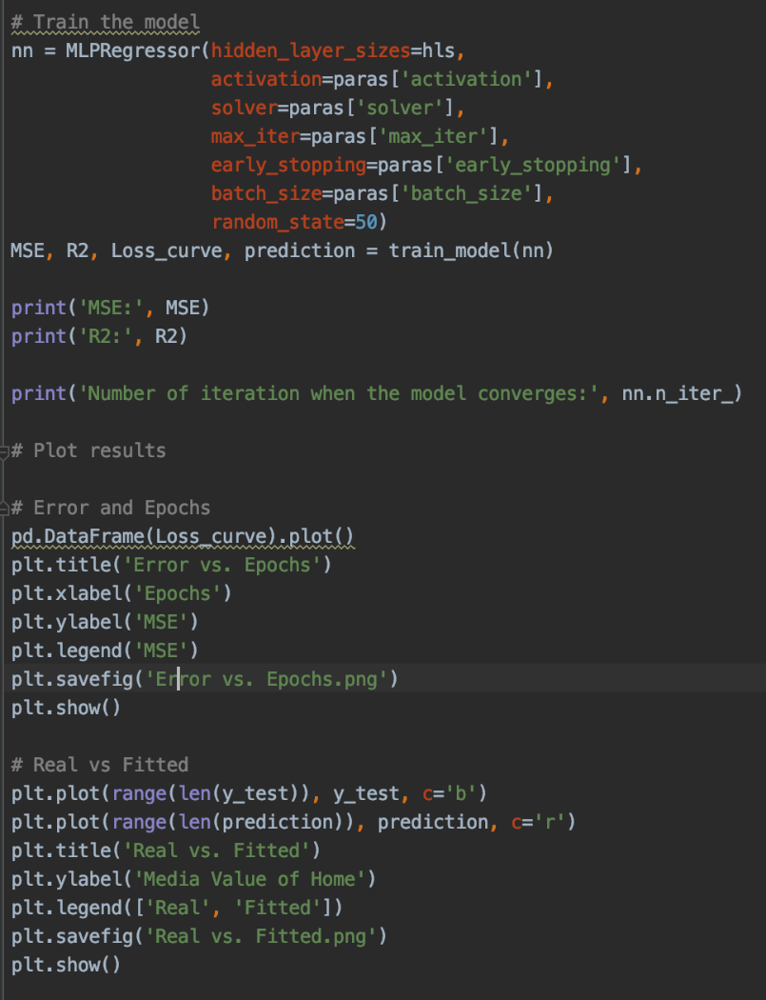 # Train the model
nn = MLPRegressor(hidden_layer_sizes=hls,
                  activation=paras['activation'],
                  solver=paras['solver'],
                  max_iter=paras['max_iter'],
                  early_stopping=paras['early_stopping'],
                  batch_size=paras['batch_size'],
                  random_state=50)
MSE, R2, Loss_curve, prediction = train_model(nn)

print('MSE:', MSE)
print('R2:', R2)

print('Number of iteration when the model converges:', nn.n_iter_)

# Plot results

# Error and Epochs
pd.DataFrame(Loss_curve).plot()
plt.title('Error vs. Epochs')
plt.xlabel('Epochs')
plt.ylabel('MSE')
plt.legend('MSE')
plt.savefig('Error vs. Epochs.png')
plt.show()

# Real vs Fitted
plt.plot(range(len(y_test)), y_test, c='b')
plt.plot(range(len(prediction)), prediction, c='r')
plt.title('Real vs. Fitted')
plt.ylabel('Media Value of Home')
plt.legend(['Real', 'Fitted'])
plt.savefig('Real vs. Fitted.png')
plt.show()